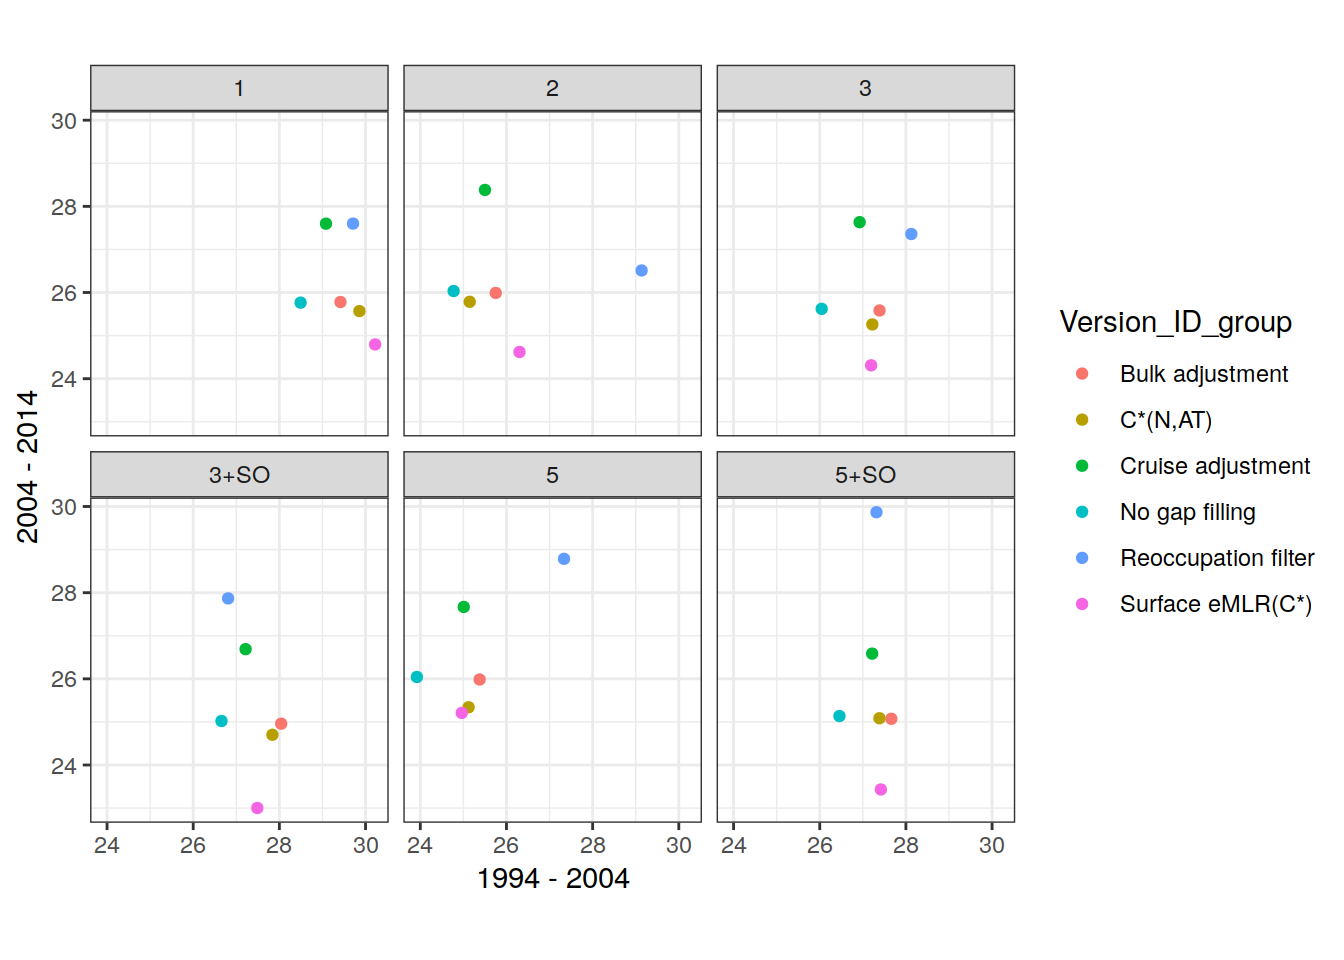 1 2 3
30
28
26
24
3+SO 5 5+SO
30
28
26
24
24 26 28 30 24 26 28 30 24 26 28 30
1994 - 2004
2004 - 2014
Version_ID_group
Bulk adjustment
C*(N,AT)
Cruise adjustment
No gap filling
Reoccupation filter
Surface eMLR(C*)